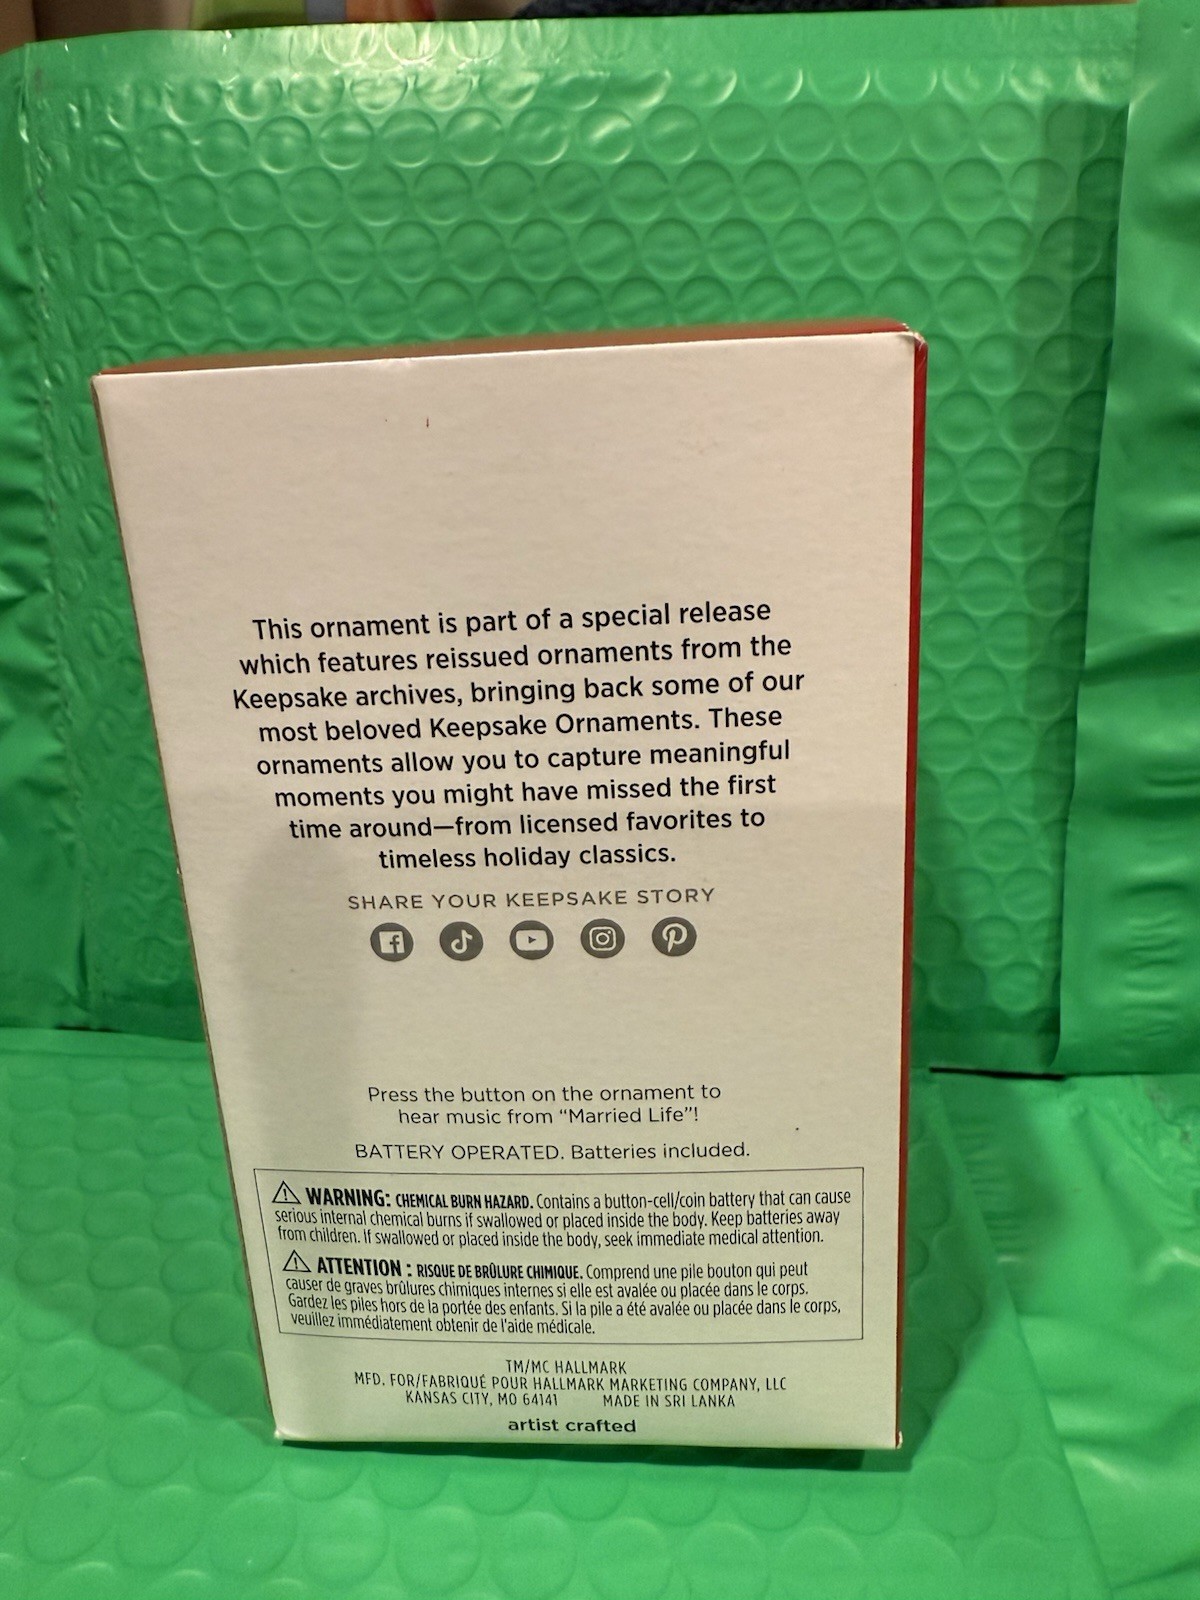 This ornament is part of a special release
which features reissued ornaments from the
Keepsake archives, bringing back some of our
most beloved Keepsake Ornaments. These
ornaments allow you to capture meaningful
moments you might have missed the first
time around—from licensed favorites to
timeless holiday classics.
SHARE YOUR KEEPSAKE STORY
Press the button on the ornament to
hear music from “Married Life”!
BATTERY OPERATED. Batteries included.
⚠ WARNING: CHEMICAL BURN HAZARD. Contains a button-cell/coin battery that can cause
serious internal chemical burns if swallowed or placed inside the body. Keep batteries away
from children. If swallowed or placed inside the body, seek immediate medical attention.
⚠ ATTENTION : RISQUE DE BRÛLURE CHIMIQUE. Comprend une pile bouton qui peut
causer de graves brûlures chimiques internes si elle est avalée ou placée dans le corps.
Gardez les piles hors de la portée des enfants. Si la pile a été avalée ou placée dans le corps,
veuillez immédiatement obtenir de l'aide médicale.
TM/MC HALLMARK
MFD. FOR/FABRIQUÉ POUR HALLMARK MARKETING COMPANY, LLC
KANSAS CITY, MO 64141 MADE IN SRI LANKA
artist crafted